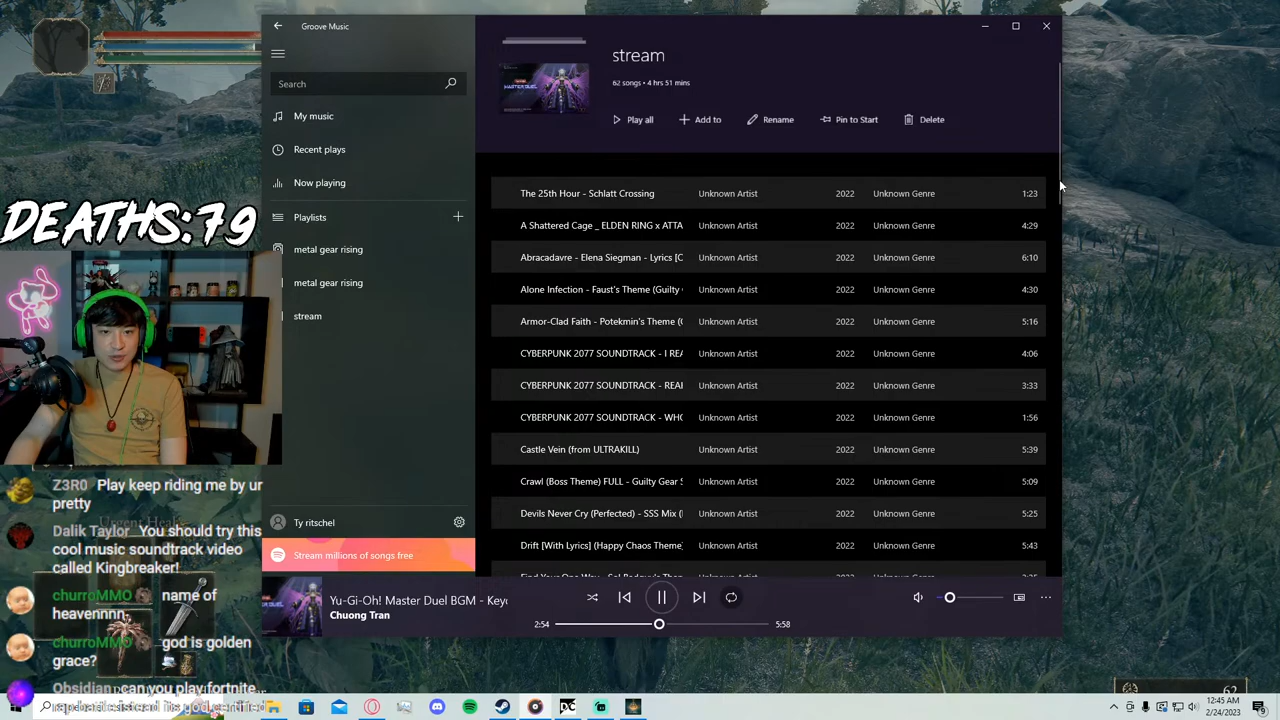 Groove Music
Search
My music
Recent plays
Now playing
Playlists
metal gear rising
metal gear rising
stream
Ty ritschel
Stream millions of songs free
stream
62 songs • 4 hrs 51 mins
Play all
Add to
Rename
Pin to Start
Delete
MASTER DUEL
The 25th Hour - Schlatt Crossing Unknown Artist 2022 Unknown Genre 1:23
A Shattered Cage _ ELDEN RING x ATTA Unknown Artist 2022 Unknown Genre 4:29
Abracadavre - Elena Siegman - Lyrics [C Unknown Artist 2022 Unknown Genre 6:10
Alone Infection - Faust's Theme (Guilty Unknown Artist 2022 Unknown Genre 4:30
Armor-Clad Faith - Potekmin's Theme (G Unknown Artist 2022 Unknown Genre 5:16
CYBERPUNK 2077 SOUNDTRACK - I REA Unknown Artist 2022 Unknown Genre 4:06
CYBERPUNK 2077 SOUNDTRACK - REAI Unknown Artist 2022 Unknown Genre 3:33
CYBERPUNK 2077 SOUNDTRACK - WHO Unknown Artist 2022 Unknown Genre 1:56
Castle Vein (from ULTRAKILL) Unknown Artist 2022 Unknown Genre 5:39
Crawl (Boss Theme) FULL - Guilty Gear S Unknown Artist 2022 Unknown Genre 5:09
Devils Never Cry (Perfected) - SSS Mix ( Unknown Artist 2022 Unknown Genre 5:25
Drift [With Lyrics] (Happy Chaos Theme) Unknown Artist 2022 Unknown Genre 5:43
Yu-Gi-Oh! Master Duel BGM - Keyc
Chuong Tran
2:54
5:58
DEATHS:79
Z3R0 Play keep riding me by ur
pretty
Dalik Taylor You should try this
cool music soundtrack video
called Kingbreaker!
churroMMO name of
heavennnn
churroMMO god is golden
grace?
Obsidian can you play fortnite
62
12:45 AM
2/24/2023